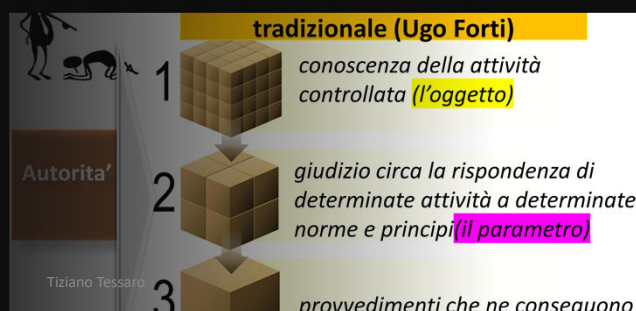 tradizionale (Ugo Forti)
1
conoscenza della attività
controllata (l'oggetto)
Autorita'
2
giudizio circa la rispondenza di
determinate attività a determinate
norme e principi(il parametro)
Tiziano Tessaro
3
provvedimenti che ne conseguono